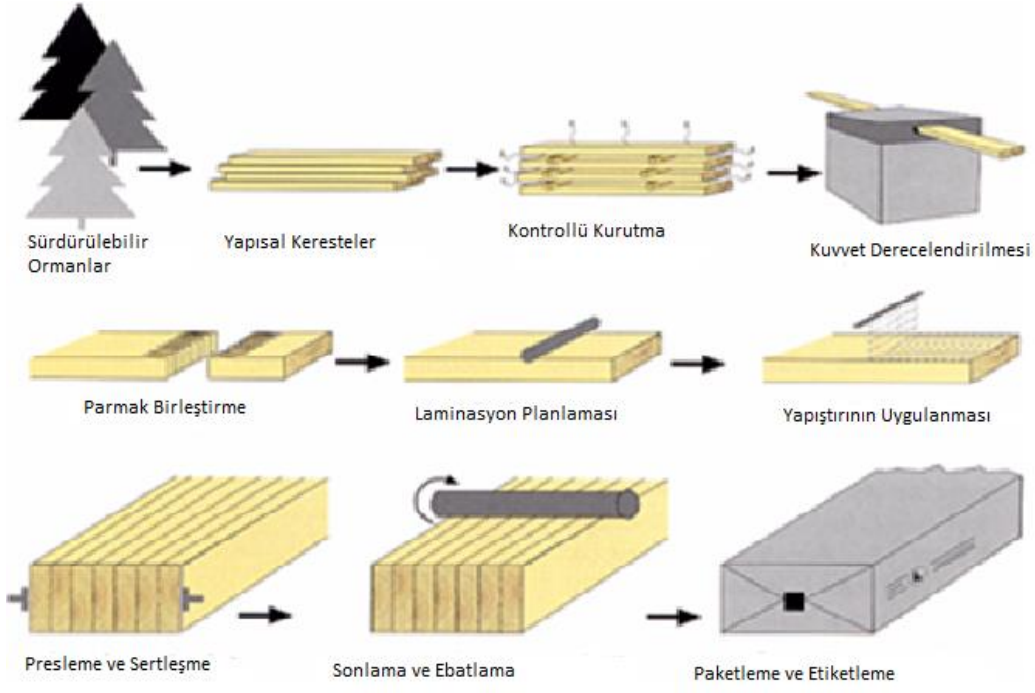 Sürdürülebilir
Ormanlar
Yapısal Keresteler
Kontrollü Kurutma
Kuvvet Derecelendirilmesi
Parmak Birleştirme
Laminasyon Planlaması
Yapıştırının Uygulanması
Presleme ve Sertleşme
Sonlama ve Ebatlama
Paketleme ve Etiketleme